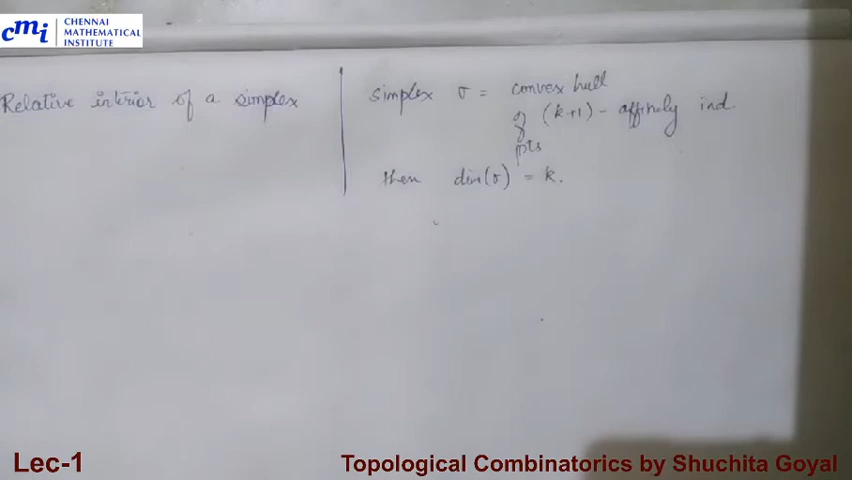 cmi
CHENNAI
MATHEMATICAL
INSTITUTE
Relative interior of a simplex
simplex σ = convex hull
of (k+1) - affinely ind.
pts
then dim(σ) = k.
Lec-1
Topological Combinatorics by Shuchita Goyal